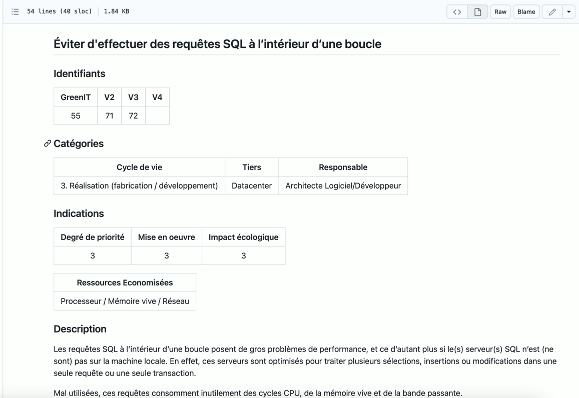 54 lines (40 sloc) 1.84 KB Raw Blame
Éviter d'effectuer des requêtes SQL à l'intérieur d'une boucle
Identifiants
GreenIT V2 V3 V4
55 71 72
Catégories
Cycle de vie Tiers Responsable
3. Réalisation (fabrication / développement) Datacenter Architecte Logiciel/Développeur
Indications
Degré de priorité Mise en oeuvre Impact écologique
3 3 3
Ressources Economisées
Processeur / Mémoire vive / Réseau
Description
Les requêtes SQL à l'intérieur d'une boucle posent de gros problèmes de performance, et ce d'autant plus si le(s) serveur(s) SQL n'est (ne
sont) pas sur la machine locale. En effet, ces serveurs sont optimisés pour traiter plusieurs sélections, insertions ou modifications dans une
seule requête ou une seule transaction.
Mal utilisées, ces requêtes consomment inutilement des cycles CPU, de la mémoire vive et de la bande passante.